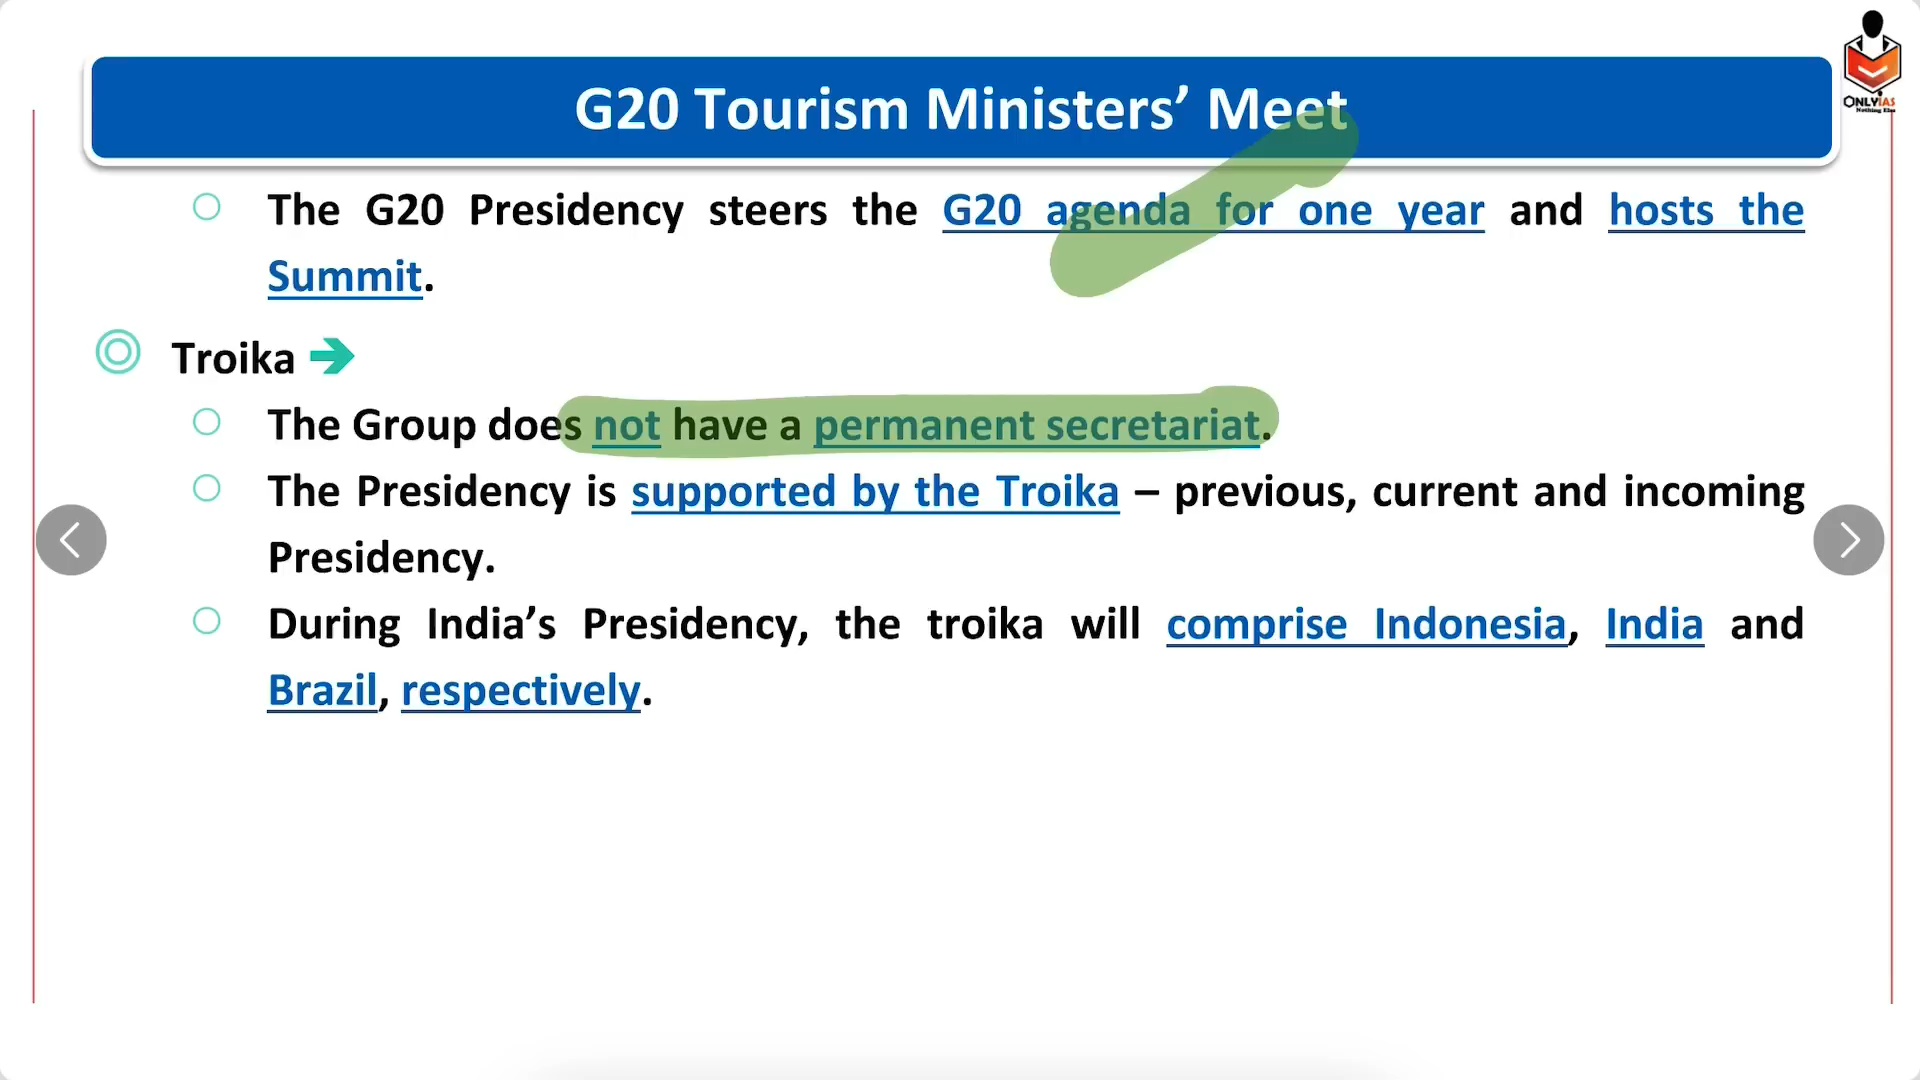 G20 Tourism Ministers’ Meet
ONLYIAS
Nothing Else
The G20 Presidency steers the G20 agenda for one year and hosts the
Summit.
Troika
The Group does not have a permanent secretariat.
The Presidency is supported by the Troika – previous, current and incoming
Presidency.
During India’s Presidency, the troika will comprise Indonesia, India and
Brazil, respectively.